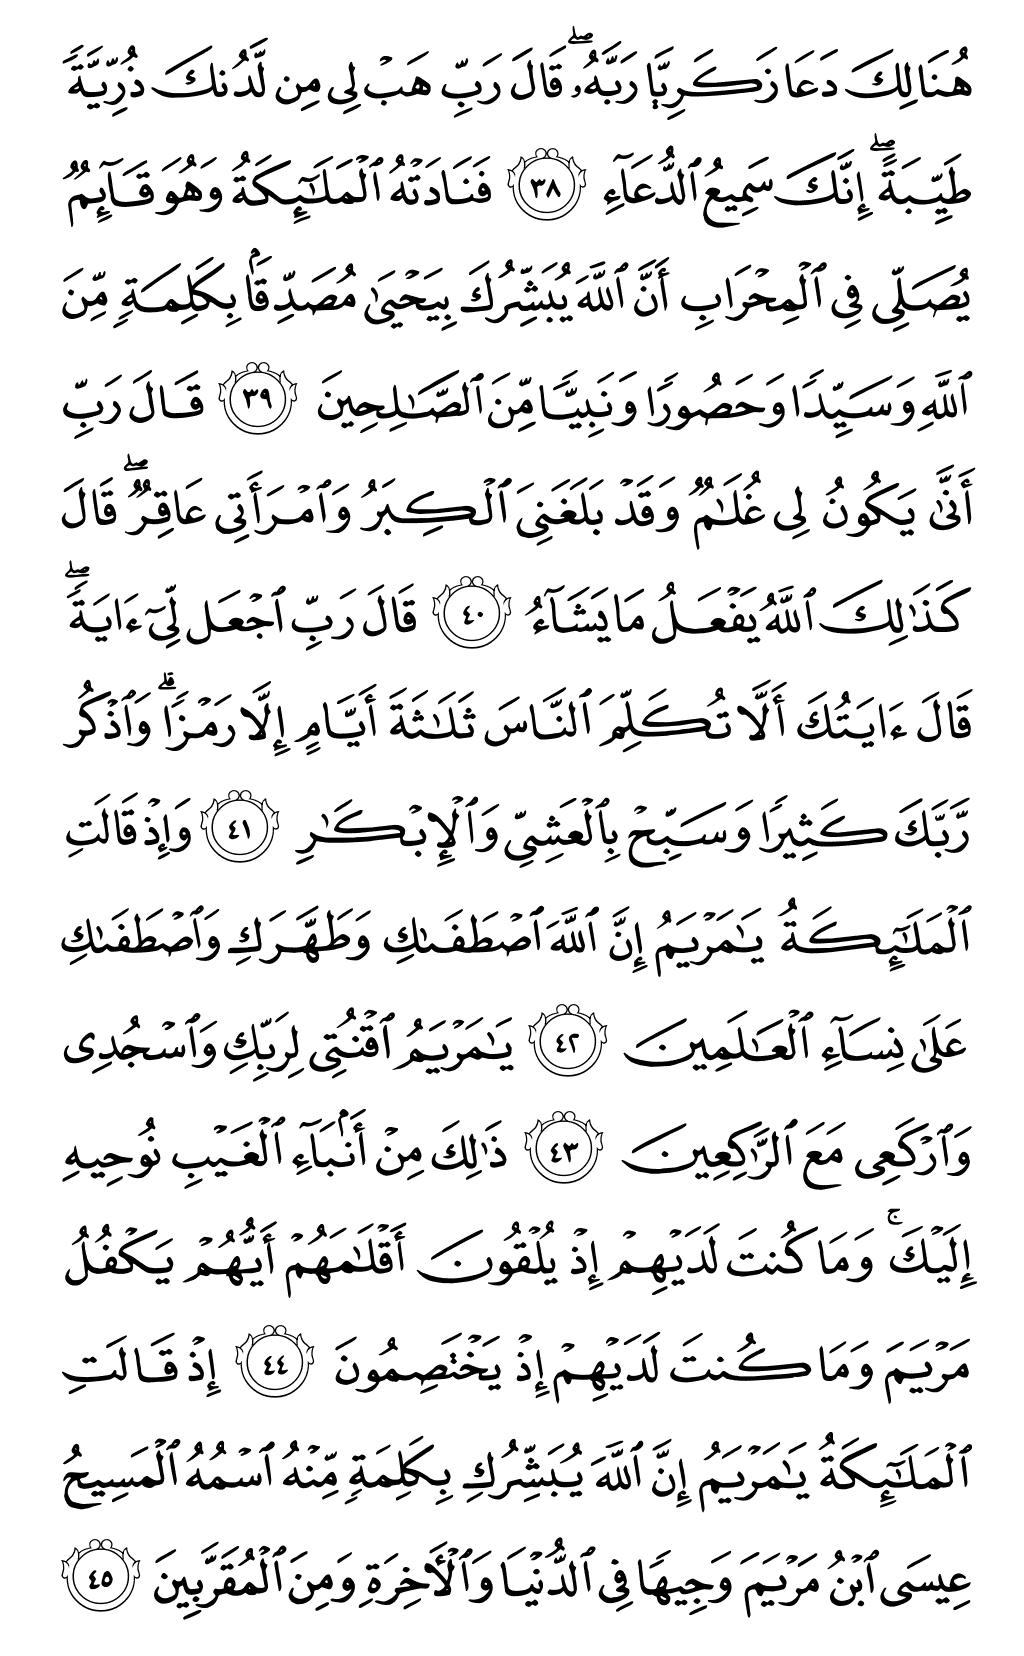 هُنَالِكَ دَعَا زَكَرِيَّا رَبَّهُۥۖ قَالَ رَبِّ هَبۡ لِي مِن لَّدُنكَ ذُرِّيَّةٗ
طَيِّبَةًۖ إِنَّكَ سَمِيعُ ٱلدُّعَآءِ ٣٨ فَنَادَتۡهُ ٱلۡمَلَٰٓئِكَةُ وَهُوَ قَآئِمٞ
يُصَلِّي فِي ٱلۡمِحۡرَابِ أَنَّ ٱللَّهَ يُبَشِّرُكَ بِيَحۡيَىٰ مُصَدِّقَۢا بِكَلِمَةٖ مِّنَ
ٱللَّهِ وَسَيِّدٗا وَحَصُورٗا وَنَبِيّٗا مِّنَ ٱلصَّٰلِحِينَ ٣٩ قَالَ رَبِّ
أَنَّىٰ يَكُونُ لِي غُلَٰمٞ وَقَدۡ بَلَغَنِيَ ٱلۡكِبَرُ وَٱمۡرَأَتِي عَاقِرٞۖ قَالَ
كَذَٰلِكَ ٱللَّهُ يَفۡعَلُ مَا يَشَآءُ ٤٠ قَالَ رَبِّ ٱجۡعَل لِّيٓ ءَايَةٗۖ
قَالَ ءَايَتُكَ أَلَّا تُكَلِّمَ ٱلنَّاسَ ثَلَٰثَةَ أَيَّامٍ إِلَّا رَمۡزٗاۗ وَٱذۡكُر
رَّبَّكَ كَثِيرٗا وَسَبِّحۡ بِٱلۡعَشِيِّ وَٱلۡإِبۡكَٰرِ ٤١ وَإِذۡ قَالَتِ
ٱلۡمَلَٰٓئِكَةُ يَٰمَرۡيَمُ إِنَّ ٱللَّهَ ٱصۡطَفَىٰكِ وَطَهَّرَكِ وَٱصۡطَفَىٰكِ
عَلَىٰ نِسَآءِ ٱلۡعَٰلَمِينَ ٤٢ يَٰمَرۡيَمُ ٱقۡنُتِي لِرَبِّكِ وَٱسۡجُدِي
وَٱرۡكَعِي مَعَ ٱلرَّٰكِعِينَ ٤٣ ذَٰلِكَ مِنۡ أَنۢبَآءِ ٱلۡغَيۡبِ نُوحِيهِ
إِلَيۡكَۚ وَمَا كُنتَ لَدَيۡهِمۡ إِذۡ يُلۡقُونَ أَقۡلَٰمَهُمۡ أَيُّهُمۡ يَكۡفُلُ
مَرۡيَمَ وَمَا كُنتَ لَدَيۡهِمۡ إِذۡ يَخۡتَصِمُونَ ٤٤ إِذۡ قَالَتِ
ٱلۡمَلَٰٓئِكَةُ يَٰمَرۡيَمُ إِنَّ ٱللَّهَ يُبَشِّرُكِ بِكَلِمَةٖ مِّنۡهُ ٱسۡمُهُ ٱلۡمَسِيحُ
عِيسَى ٱبۡنُ مَرۡيَمَ وَجِيهٗا فِي ٱلدُّنۡيَا وَٱلۡأٓخِرَةِ وَمِنَ ٱلۡمُقَرَّبِينَ ٤٥